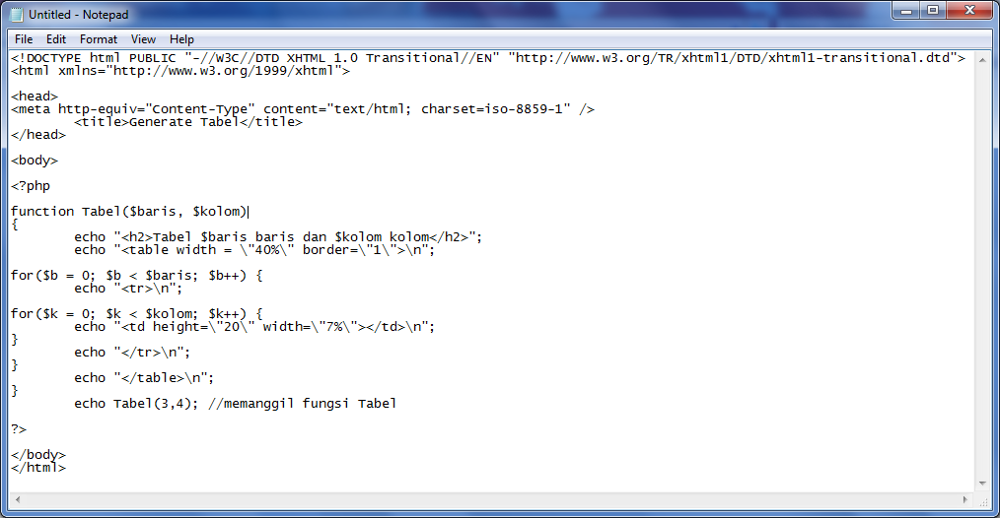 Untitled - Notepad
File Edit Format View Help
<!DOCTYPE html PUBLIC "-//W3C//DTD XHTML 1.0 Transitional//EN" "http://www.w3.org/TR/xhtml1/DTD/xhtml1-transitional.dtd">
<html xmlns="http://www.w3.org/1999/xhtml">
<head>
<meta http-equiv="Content-Type" content="text/html; charset=iso-8859-1" />
<title>Generate Tabel</title>
</head>
<body>
<?php
function Tabel($baris, $kolom)
{
echo "<h2>Tabel $baris baris dan $kolom kolom</h2>";
echo "<table width = \"40%\" border=\"1\">\n";
for($b = 0; $b < $baris; $b++) {
echo "<tr>\n";
for($k = 0; $k < $kolom; $k++) {
echo "<td height=\"20\" width=\"7%\"></td>\n";
}
echo "</tr>\n";
}
echo "</table>\n";
}
echo Tabel(3,4); //memanggil fungsi Tabel
?>
</body>
</html>